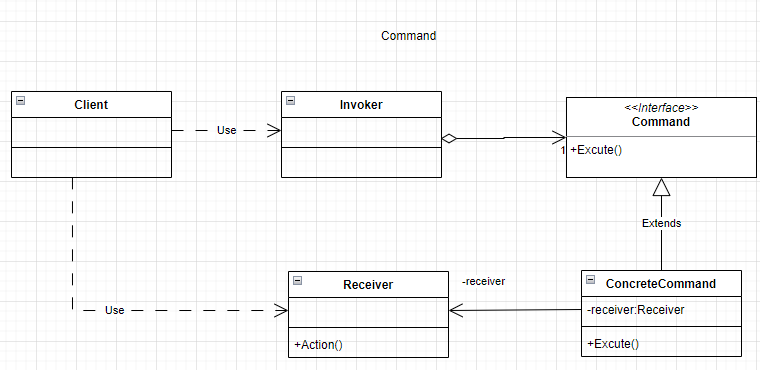 Command
Client
Use
Invoker
<<Interface>>
Command
1
+Excute()
Extends
Use
Receiver
+Action()
-receiver
ConcreteCommand
-receiver:Receiver
+Excute()